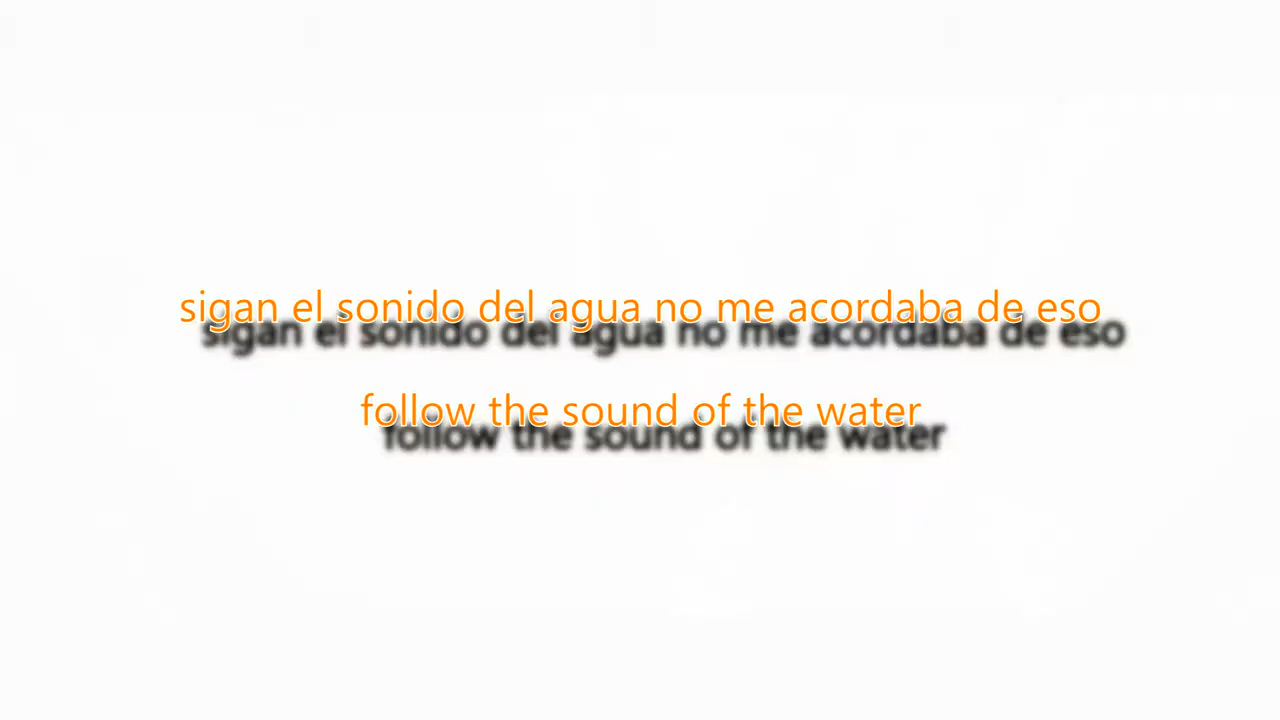 sigan el sonido del agua no me acordaba de eso
follow the sound of the water